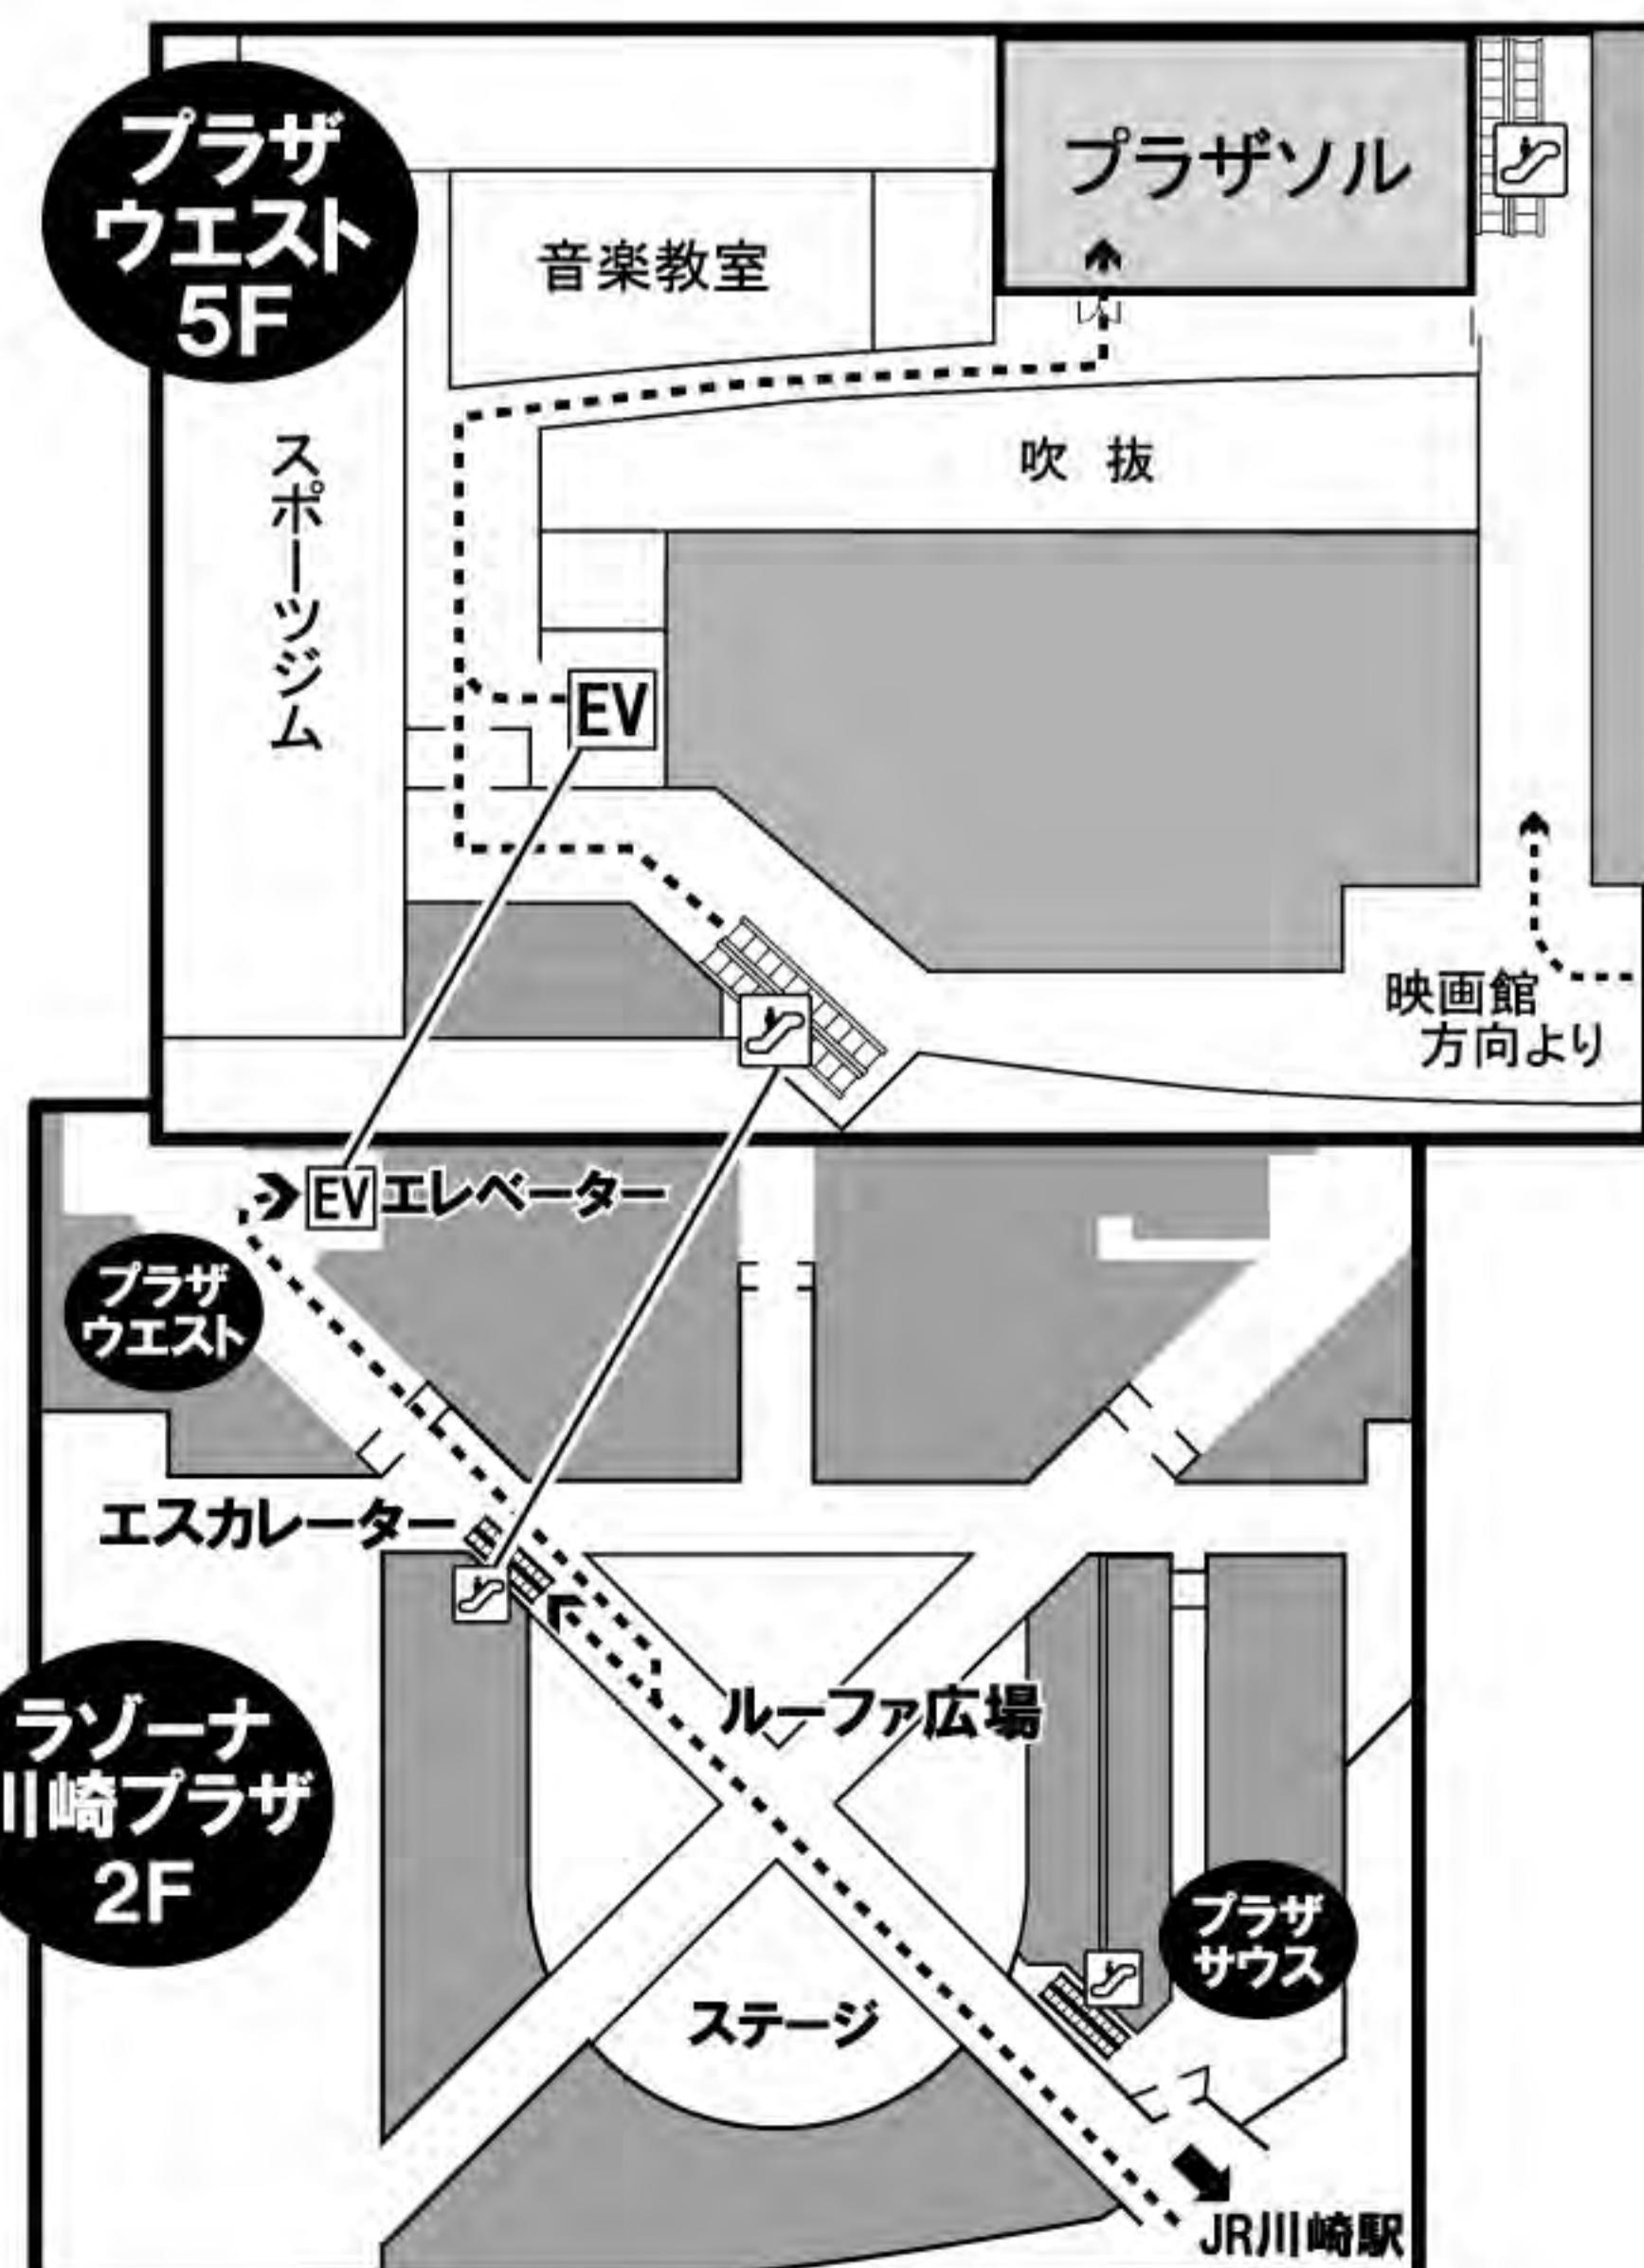 プラザ
ウエスト
5F
プラザソル
音楽教室
スポーツジム
吹 抜
EV
映画館
方向より
EV エレベーター
プラザ
ウエスト
エスカレーター
ルーファ広場
ラゾーナ
川崎プラザ
2F
プラザ
サウス
ステージ
JR川崎駅